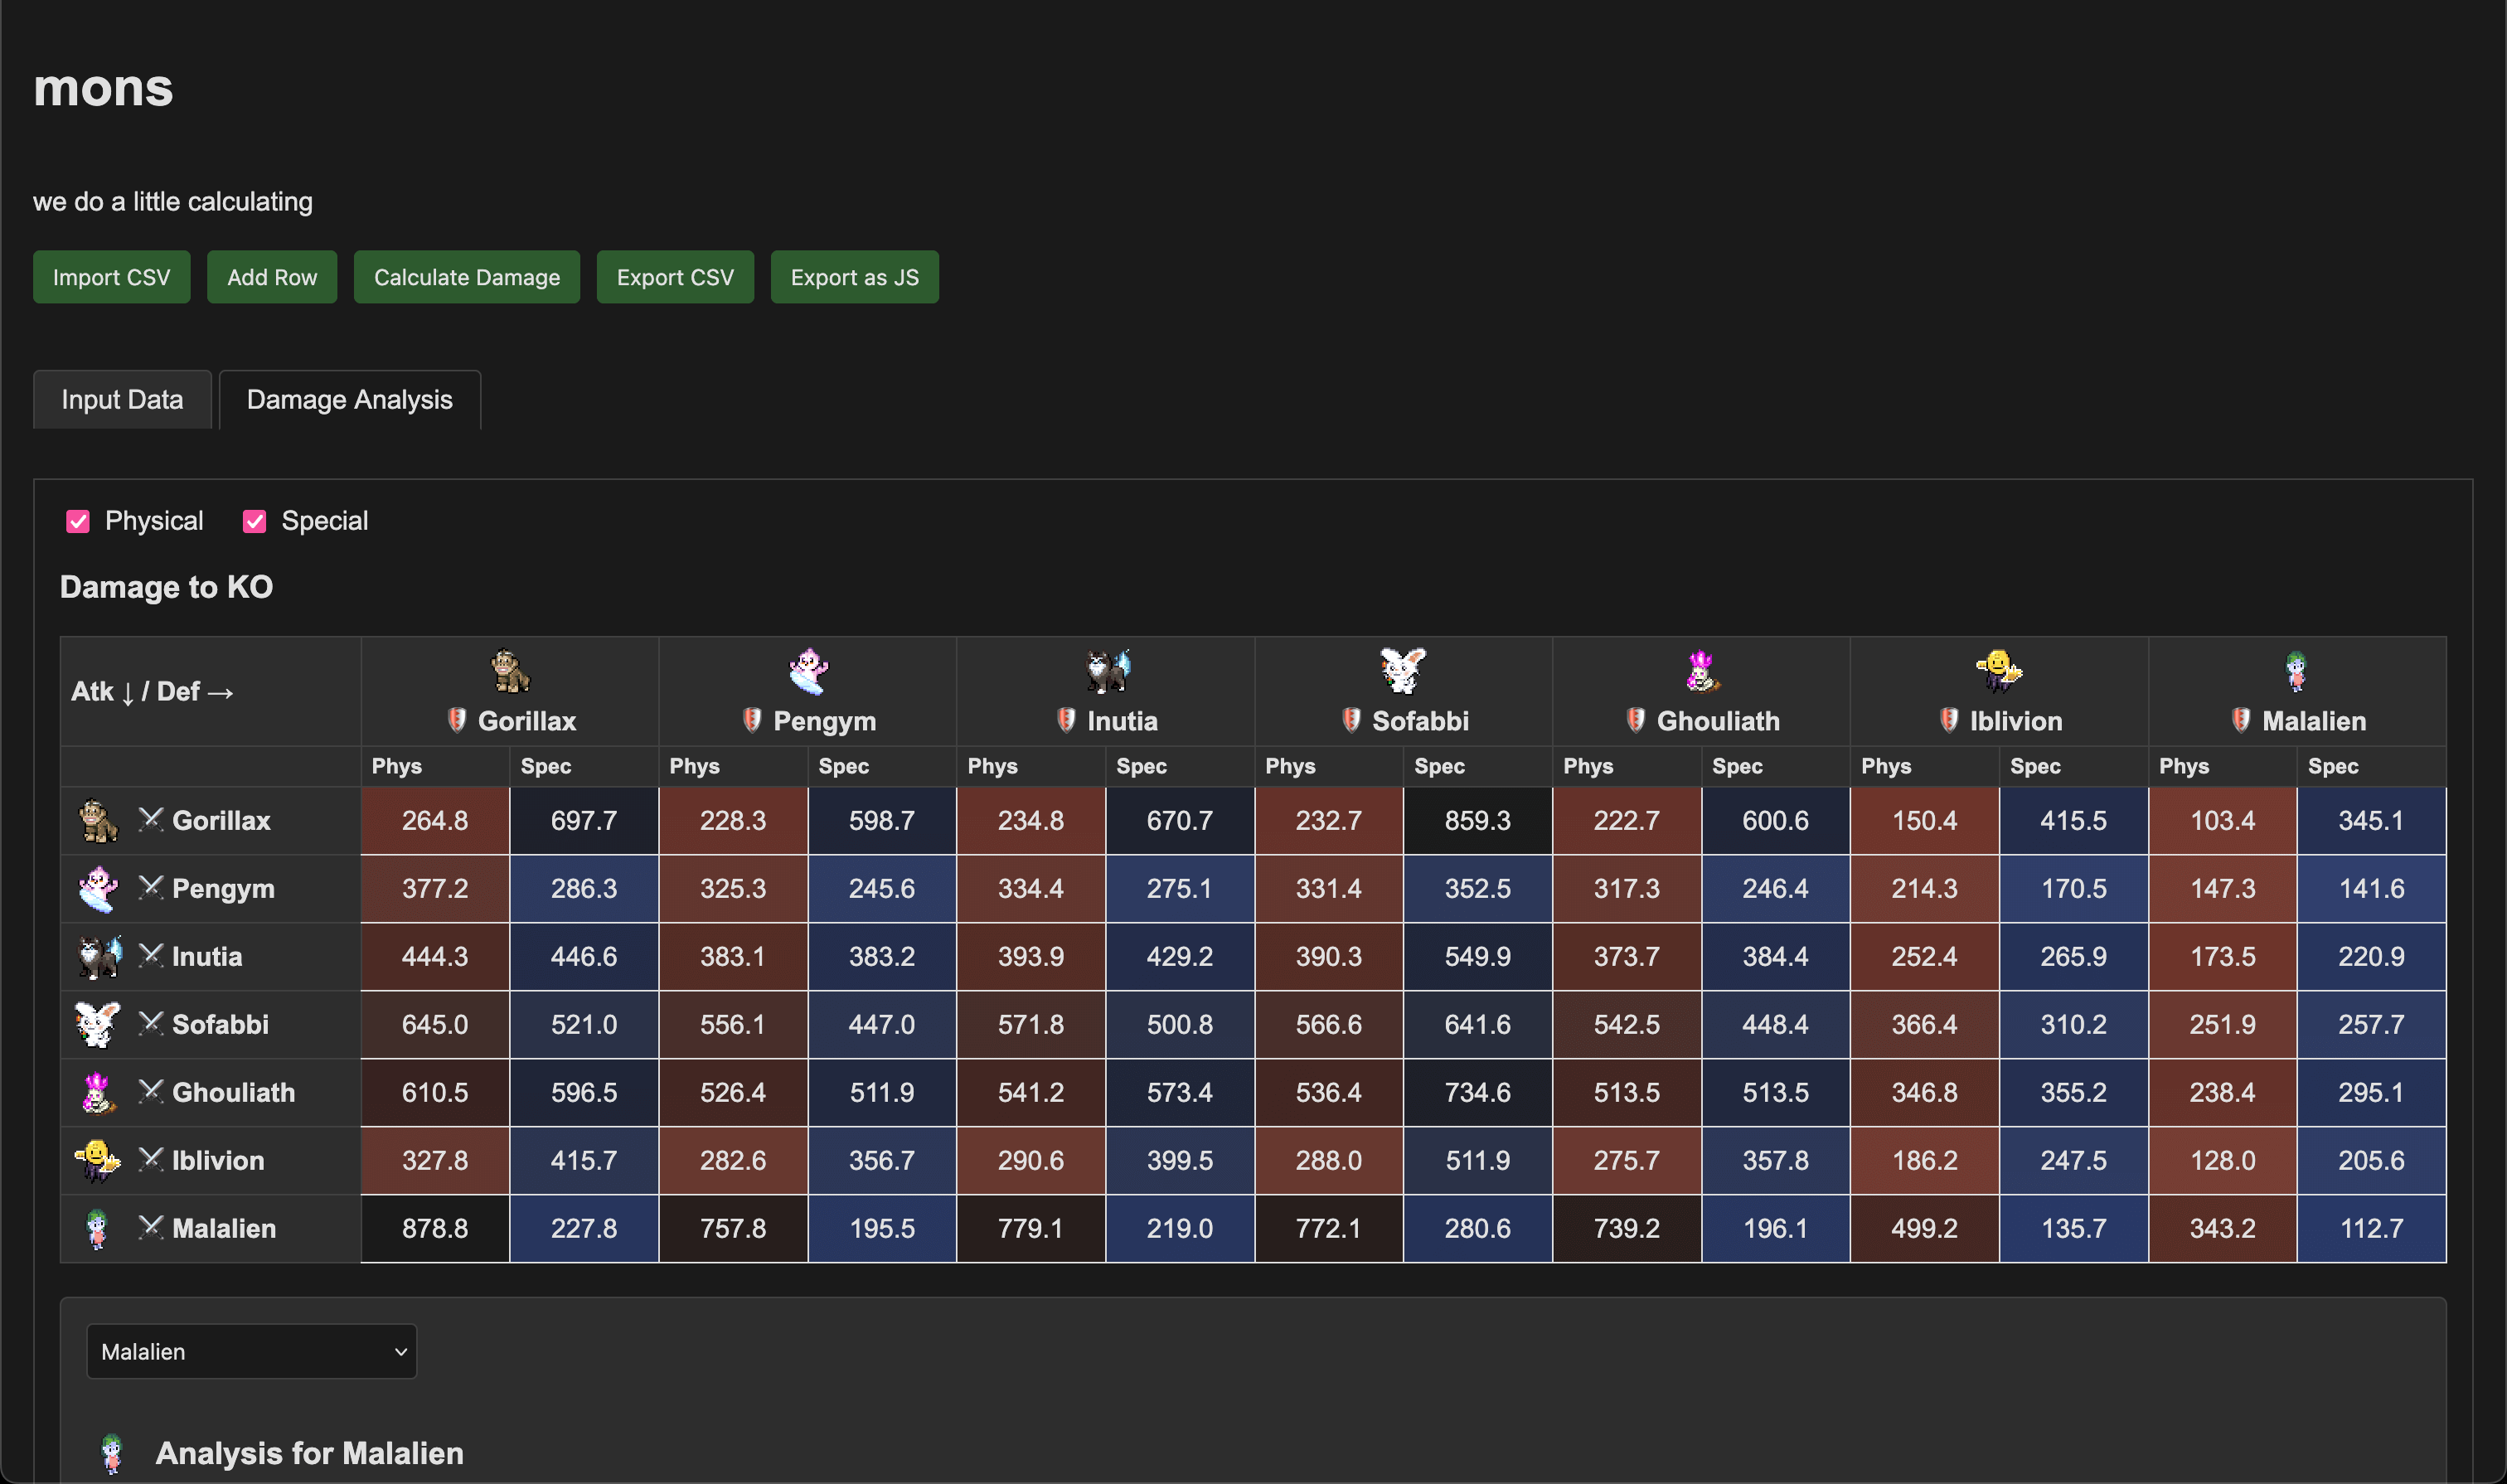 mons
we do a little calculating
Import CSV Add Row Calculate Damage Export CSV Export as JS
Input Data Damage Analysis
Physical Special
Damage to KO
Atk ↓ / Def → Gorillax Pengym Inutia Sofabbi Ghouliath Iblivion Malalien
Phys Spec Phys Spec Phys Spec Phys Spec Phys Spec Phys Spec Phys Spec
Gorillax 264.8 697.7 228.3 598.7 234.8 670.7 232.7 859.3 222.7 600.6 150.4 415.5 103.4 345.1
Pengym 377.2 286.3 325.3 245.6 334.4 275.1 331.4 352.5 317.3 246.4 214.3 170.5 147.3 141.6
Inutia 444.3 446.6 383.1 383.2 393.9 429.2 390.3 549.9 373.7 384.4 252.4 265.9 173.5 220.9
Sofabbi 645.0 521.0 556.1 447.0 571.8 500.8 566.6 641.6 542.5 448.4 366.4 310.2 251.9 257.7
Ghouliath 610.5 596.5 526.4 511.9 541.2 573.4 536.4 734.6 513.5 513.5 346.8 355.2 238.4 295.1
Iblivion 327.8 415.7 282.6 356.7 290.6 399.5 288.0 511.9 275.7 357.8 186.2 247.5 128.0 205.6
Malalien 878.8 227.8 757.8 195.5 779.1 219.0 772.1 280.6 739.2 196.1 499.2 135.7 343.2 112.7
Malalien
Analysis for Malalien